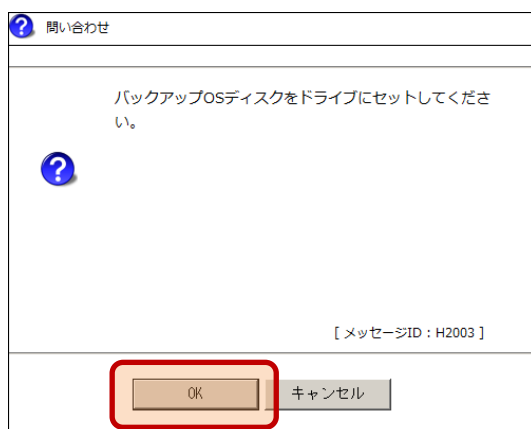 問い合わせ
バックアップOSディスクをドライブにセットしてくださ
い。
[ メッセージID：H2003 ]
OK
キャンセル